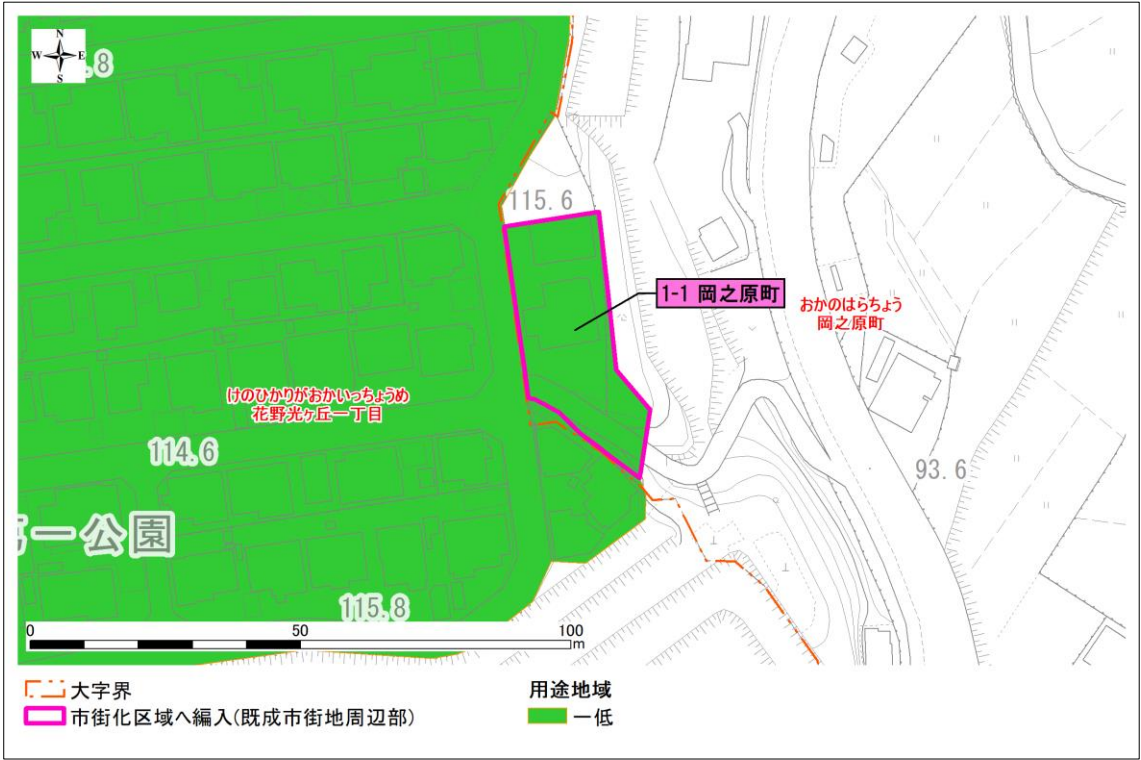 N
W E
S
.8
115.6
1-1 岡之原町
おかのはらちょう
岡之原町
けのひかりがおかいっちょうめ
花野光ヶ丘一丁目
114.6
93.6
一公園
115.8
0 50 100
m
大字界
市街化区域へ編入(既成市街地周辺部)
用途地域
一低